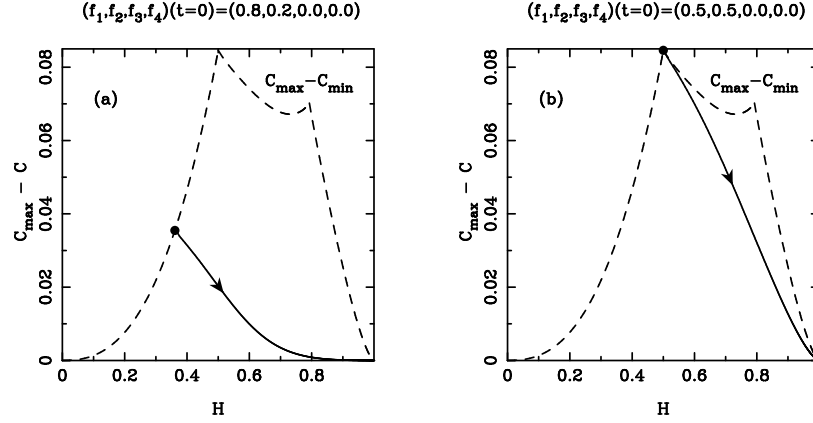 (f₁,f₂,f₃,f₄)(t=0)=(0.8,0.2,0.0,0.0)
(a)
Cₘₐₓ−Cₘᵢₙ
Cₘₐₓ − C
0.08
0.06
0.04
0.02
0
0
0.2
0.4
0.6
0.8
H
(f₁,f₂,f₃,f₄)(t=0)=(0.5,0.5,0.0,0.0)
(b)
Cₘₐₓ−Cₘᵢₙ
Cₘₐₓ − C
0.08
0.06
0.04
0.02
0
0
0.2
0.4
0.6
0.8
H